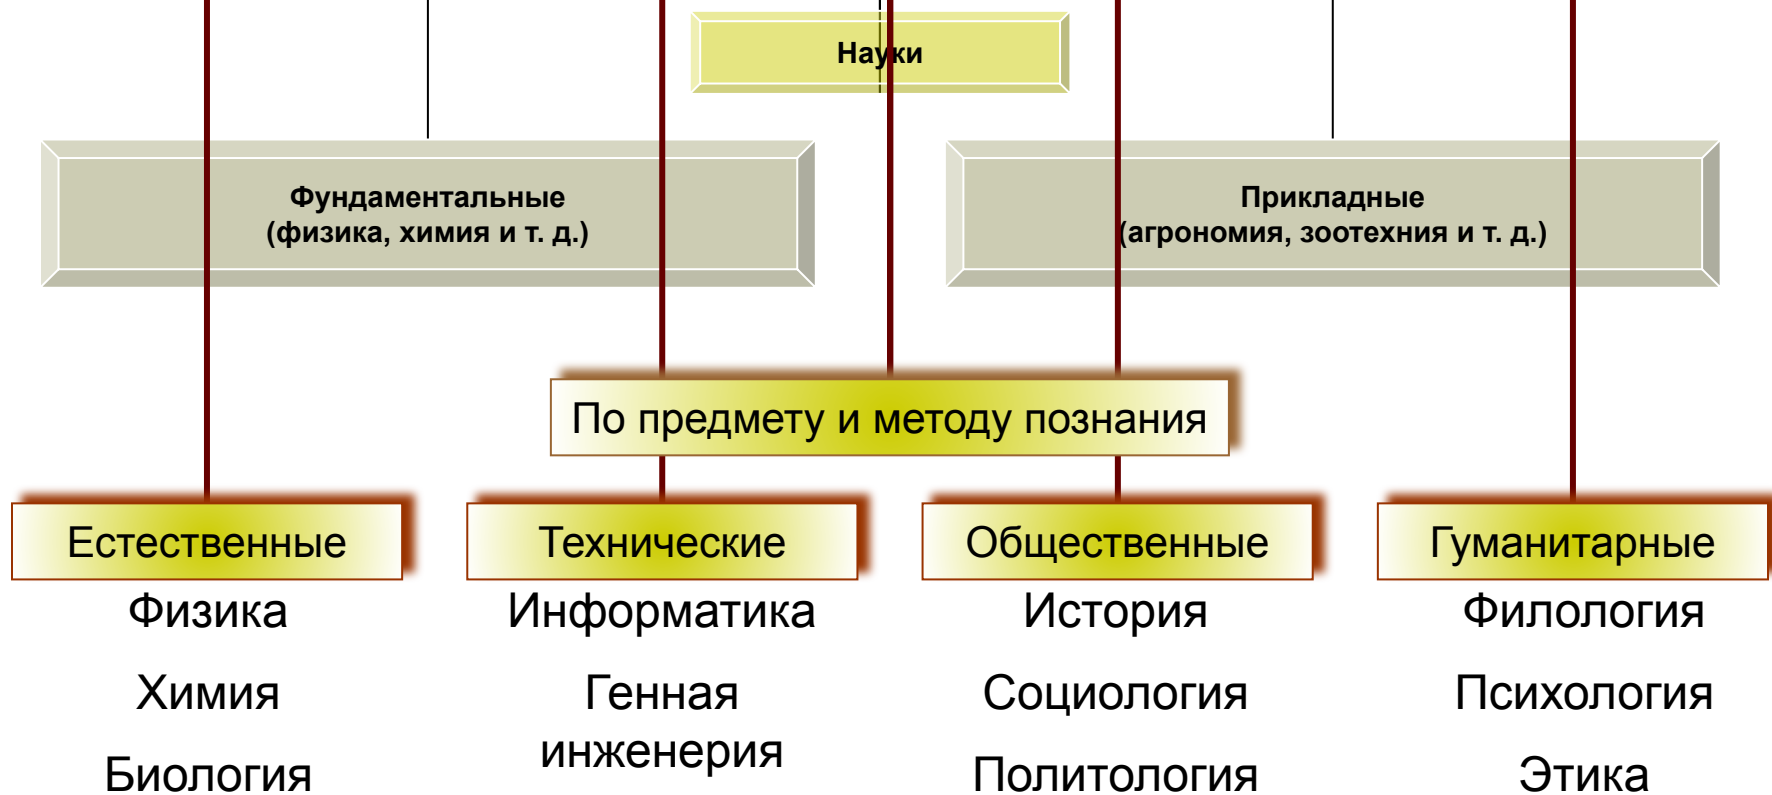 Науки
Фундаментальные
(физика, химия и т. д.)
Прикладные
(агрономия, зоотехния и т. д.)
По предмету и методу познания
Естественные
Технические
Общественные
Гуманитарные
Физика
Информатика
История
Филология
Химия
Генная
инженерия
Социология
Психология
Биология
Политология
Этика